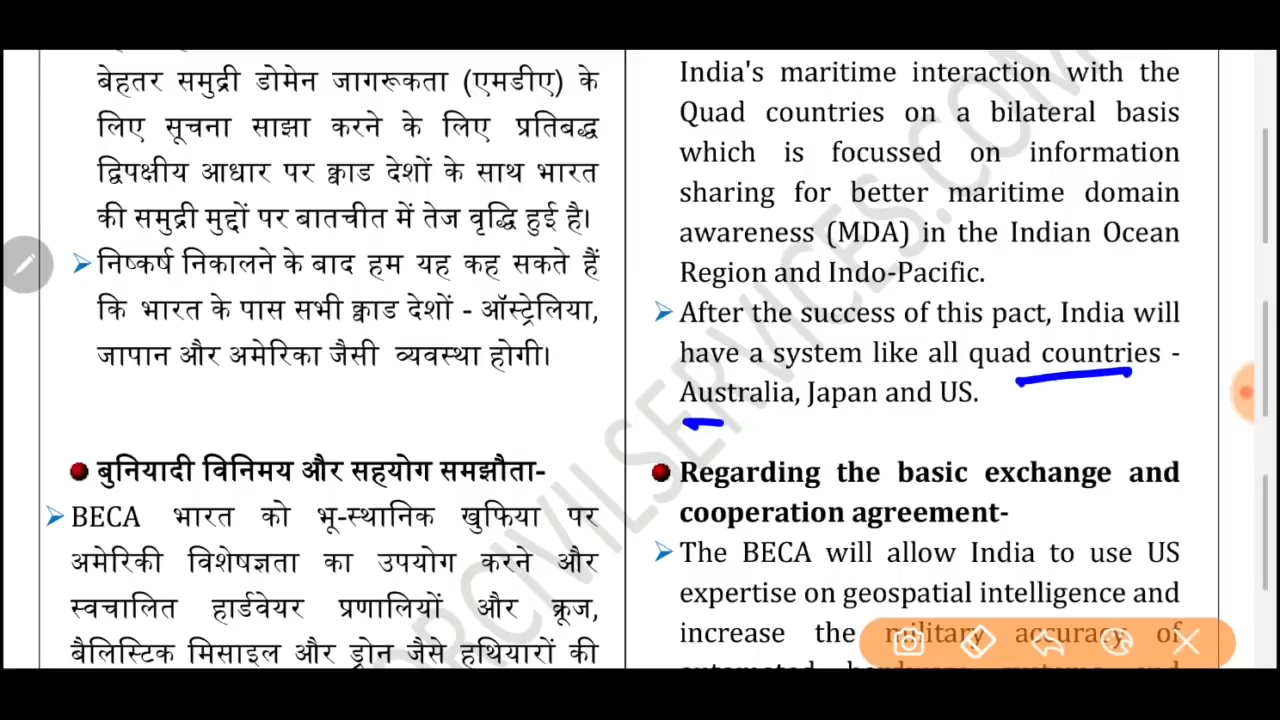 बेहतर समुद्री डोमेन जागरूकता (एमडीए) के
लिए सूचना साझा करने के लिए प्रतिबद्ध
द्विपक्षीय आधार पर क्वाड देशों के साथ भारत
की समुद्री मुद्दों पर बातचीत में तेज वृद्धि हुई है।
निष्कर्ष निकालने के बाद हम यह कह सकते हैं
कि भारत के पास सभी क्वाड देशों - ऑस्ट्रेलिया,
जापान और अमेरिका जैसी व्यवस्था होगी।
बुनियादी विनिमय और सहयोग समझौता-
BECA भारत को भू-स्थानिक खुफिया पर
अमेरिकी विशेषज्ञता का उपयोग करने और
स्वचालित हार्डवेयर प्रणालियों और क्रूज,
बैलिस्टिक मिसाइल और ड्रोन जैसे हथियारों की
India's maritime interaction with the
Quad countries on a bilateral basis
which is focussed on information
sharing for better maritime domain
awareness (MDA) in the Indian Ocean
Region and Indo-Pacific.
After the success of this pact, India will
have a system like all quad countries -
Australia, Japan and US.
Regarding the basic exchange and
cooperation agreement-
The BECA will allow India to use US
expertise on geospatial intelligence and
increase the military accuracy of